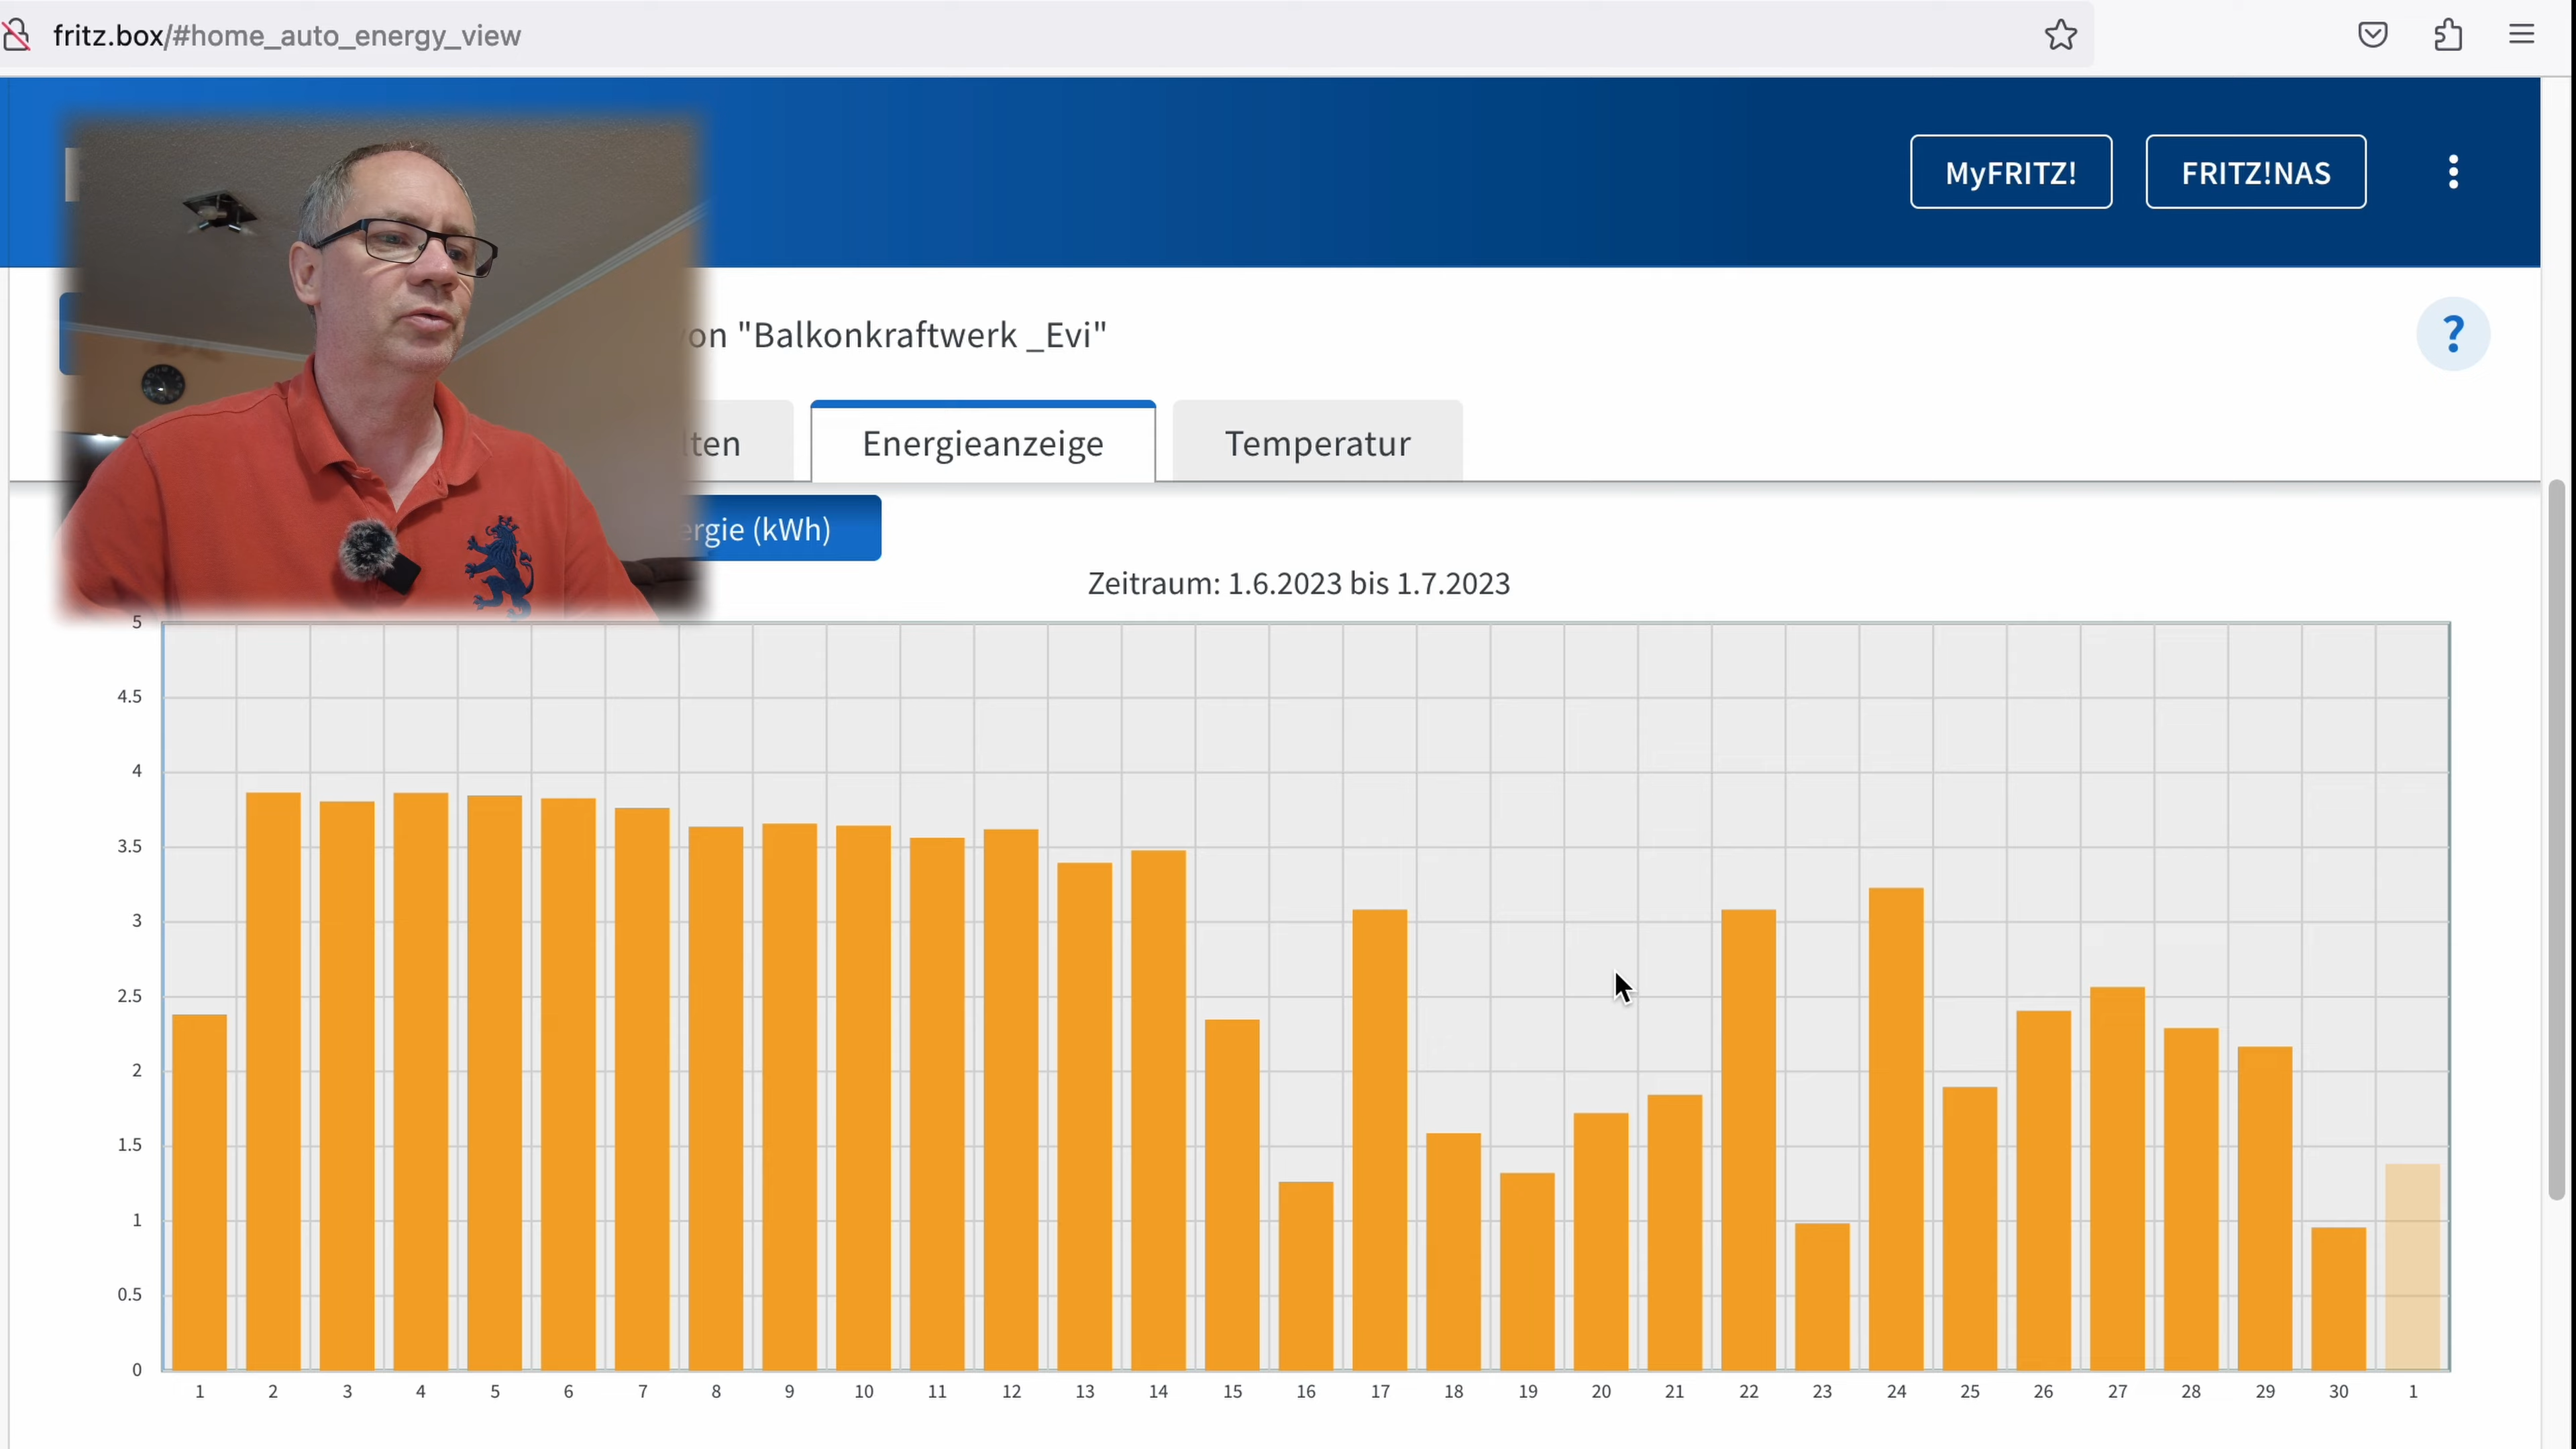 fritz.box/#home_auto_energy_view
MyFRITZ!
FRITZ!NAS
"Balkonkraftwerk _Evi"
?
Energieanzeige
Temperatur
(kWh)
Zeitraum: 1.6.2023 bis 1.7.2023
5
4.5
4
3.5
3
2.5
2
1.5
1
0.5
0
1 2 3 4 5 6 7 8 9 10 11 12 13 14 15 16 17 18 19 20 21 22 23 24 25 26 27 28 29 30 1